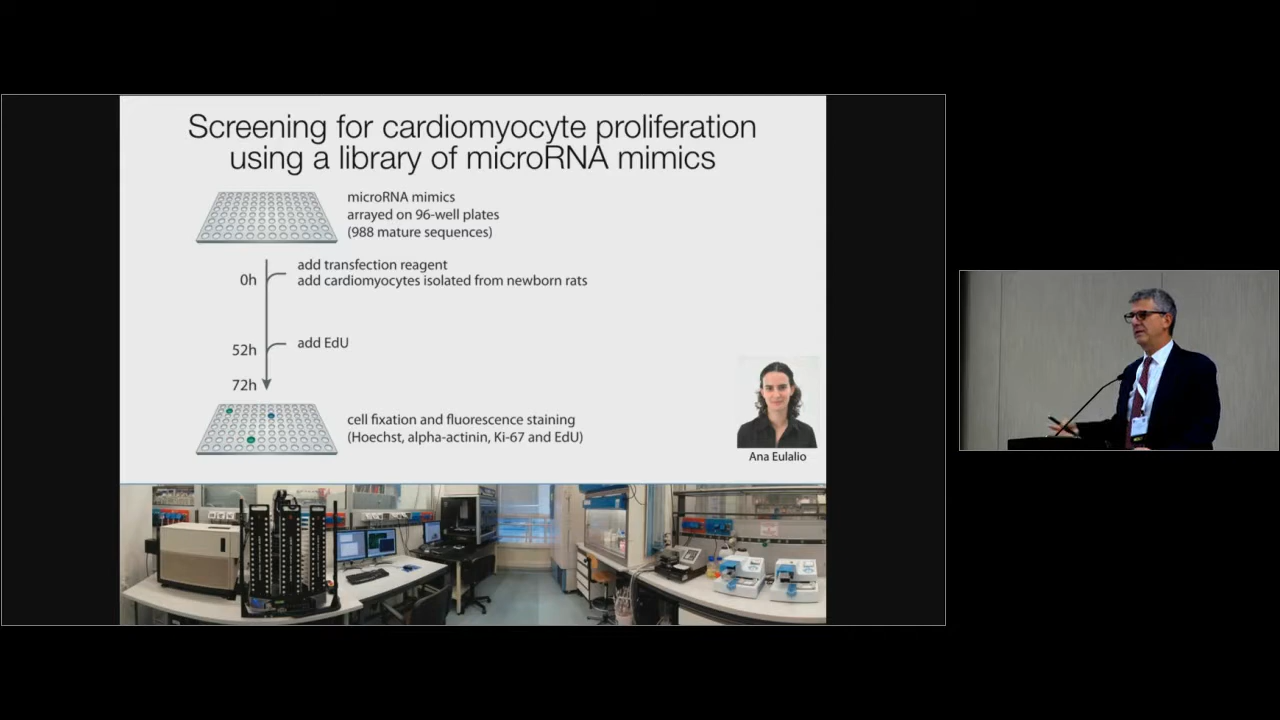 Screening for cardiomyocyte proliferation
using a library of microRNA mimics
microRNA mimics
arrayed on 96-well plates
(988 mature sequences)
0h
add transfection reagent
add cardiomyocytes isolated from newborn rats
52h
add EdU
72h
cell fixation and fluorescence staining
(Hoechst, alpha-actinin, Ki-67 and EdU)
Ana Eulalio